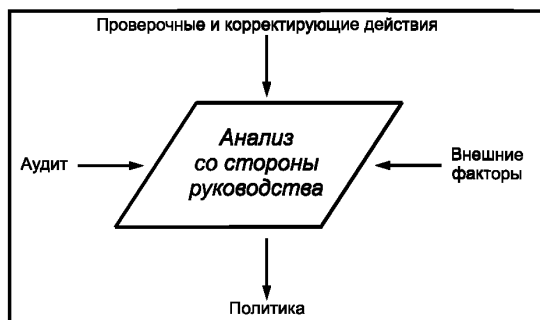 Проверочные и корректирующие действия
Анализ
со стороны
руководства
Аудит
Внешние
факторы
Политика